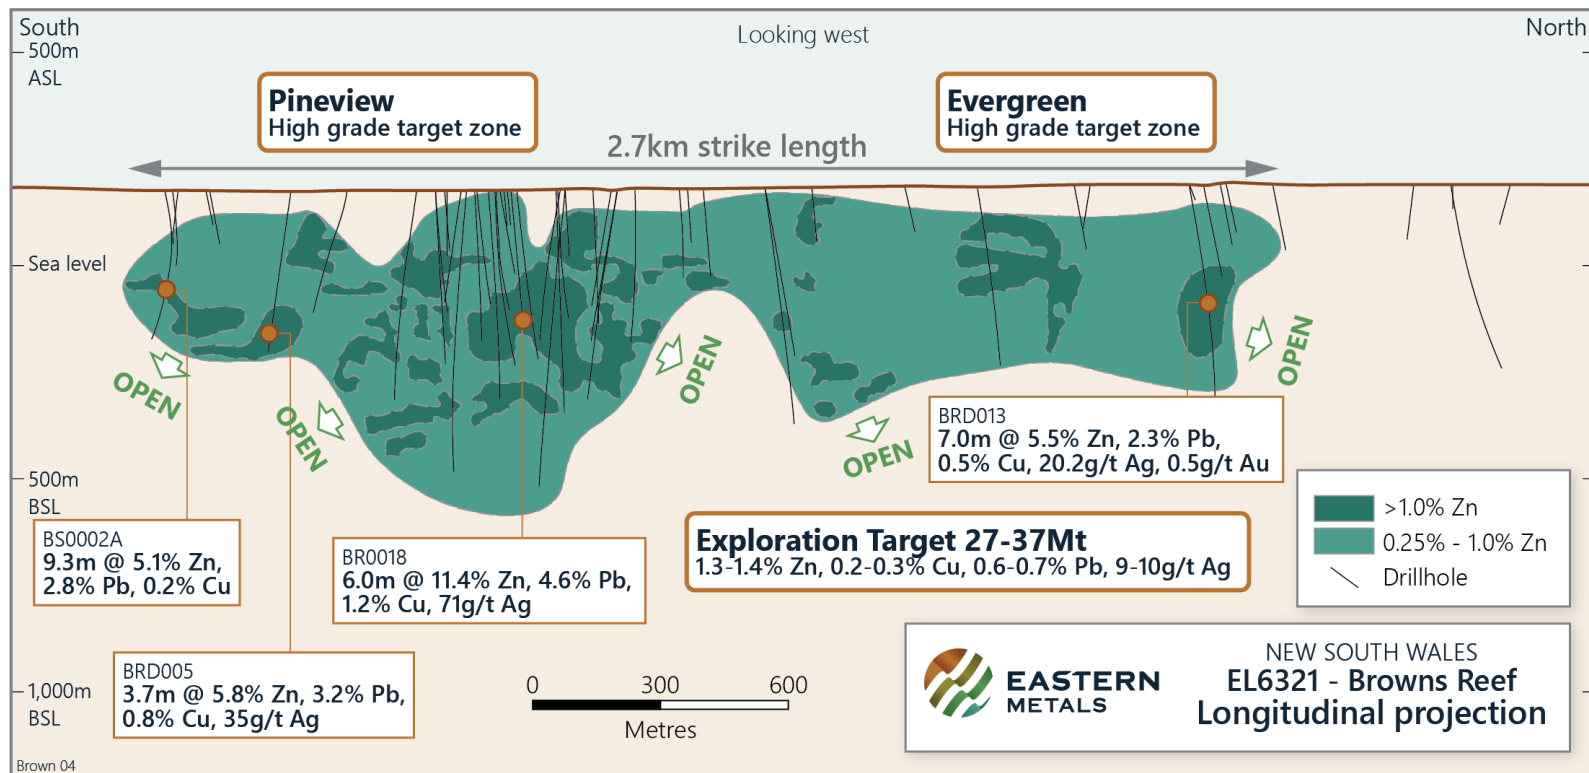 South
Looking west
North
500m
ASL
Pineview
High grade target zone
Evergreen
High grade target zone
2.7km strike length
Sea level
OPEN
OPEN
OPEN
OPEN
OPEN
500m
BSL
BRD013
7.0m @ 5.5% Zn, 2.3% Pb,
0.5% Cu, 20.2g/t Ag, 0.5g/t Au
BS0002A
9.3m @ 5.1% Zn,
2.8% Pb, 0.2% Cu
BR0018
6.0m @ 11.4% Zn, 4.6% Pb,
1.2% Cu, 71g/t Ag
Exploration Target 27-37Mt
1.3-1.4% Zn, 0.2-0.3% Cu, 0.6-0.7% Pb, 9-10g/t Ag
>1.0% Zn
0.25% - 1.0% Zn
Drillhole
BRD005
3.7m @ 5.8% Zn, 3.2% Pb,
0.8% Cu, 35g/t Ag
1,000m
BSL
0 300 600
Metres
EASTERN
METALS
NEW SOUTH WALES
EL6321 - Browns Reef
Longitudinal projection
Brown 04